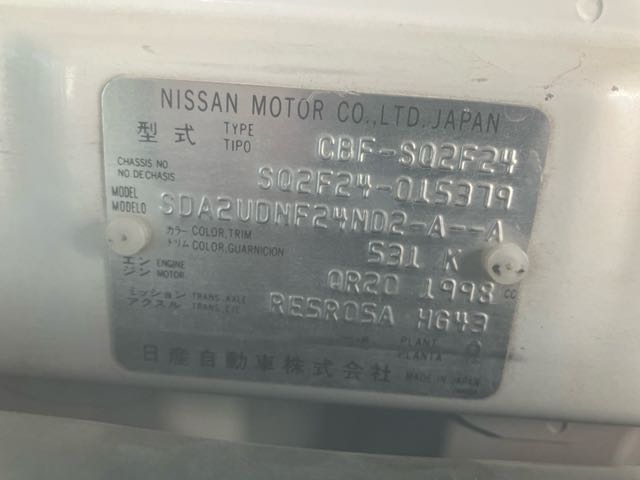 NISSAN MOTOR CO.,LTD.JAPAN
型式 TYPE TIPO CBF-SQ2F24
CHASSIS NO NO.DECHASIS SQ2F24-015379
MODEL MODELO SDA2UDNF24ND2-A--A
カラー トリム COLOR,TRIM COLOR,GUARNICION 531 K
エンジン ENGINE MOTOR QR20 1998 CC
ミッション アクスル TRANS. AXLE TRANS. EJE RE5R05A HG43
PLANT PLANTA
日産自動車株式会社 MADE IN JAPAN